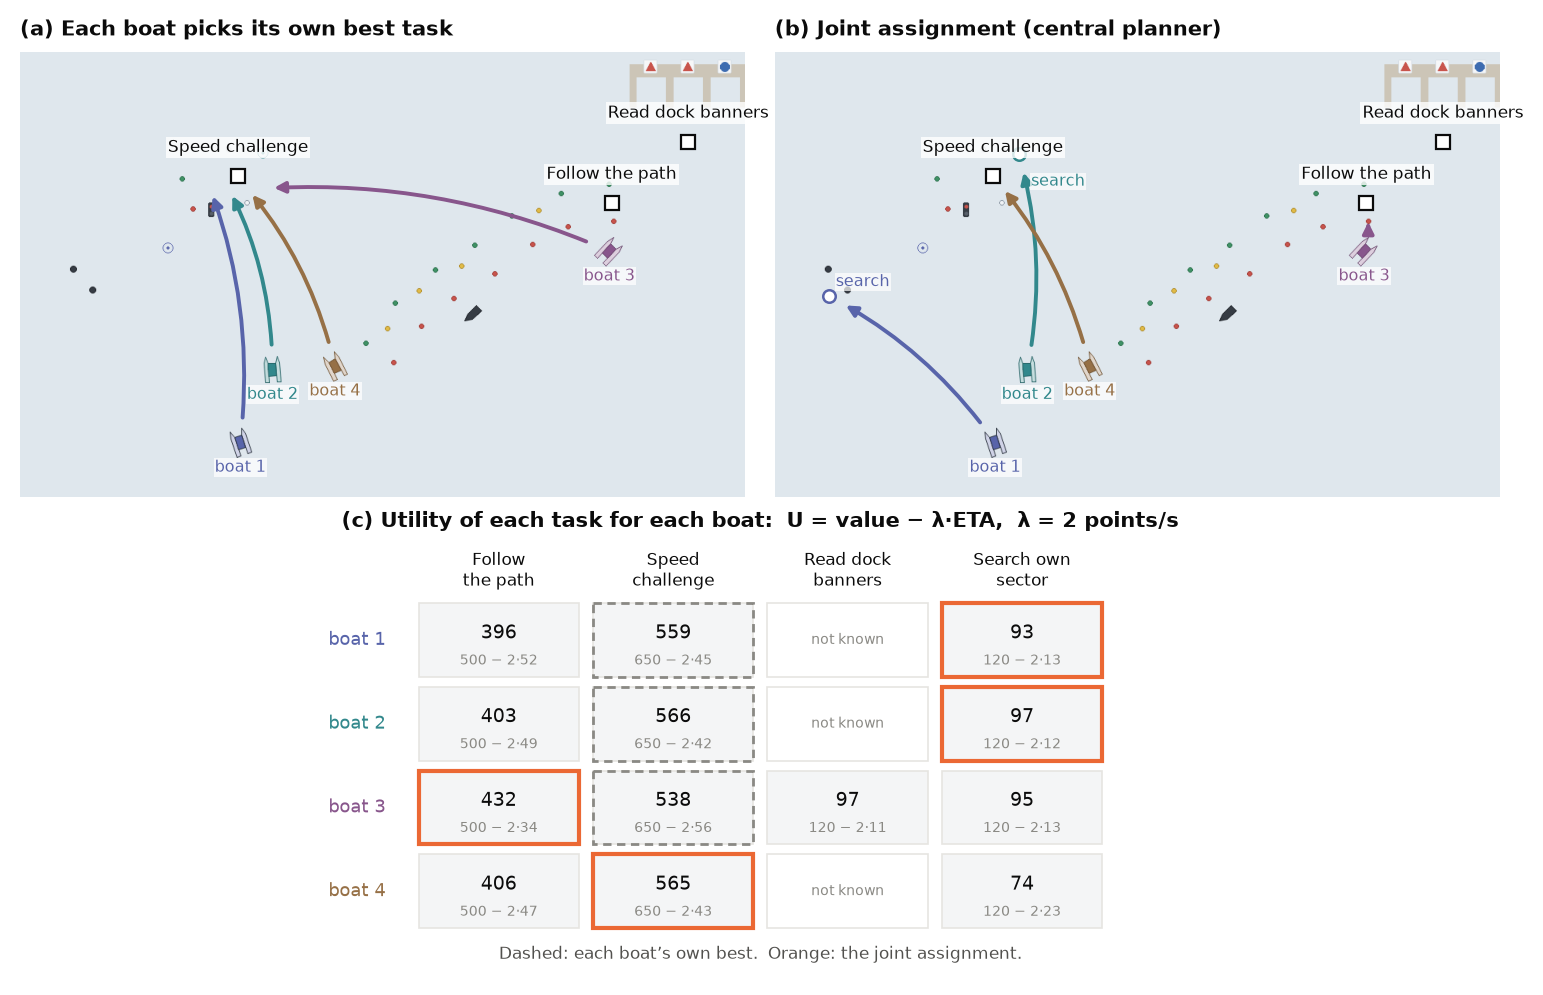 (a) Each boat picks its own best task
Read dock banners
Speed challenge
Follow the path
boat 3
boat 2
boat 4
boat 1
(b) Joint assignment (central planner)
Read dock banners
Speed challenge
Follow the path
search
search
boat 3
boat 2
boat 4
boat 1
(c) Utility of each task for each boat:  U = value − λ·ETA,  λ = 2 points/s
Follow
the path
Speed
challenge
Read dock
banners
Search own
sector
boat 1
396
500 − 2·52
559
650 − 2·45
not known
93
120 − 2·13
boat 2
403
500 − 2·49
566
650 − 2·42
not known
97
120 − 2·12
boat 3
432
500 − 2·34
538
650 − 2·56
97
120 − 2·11
95
120 − 2·13
boat 4
406
500 − 2·47
565
650 − 2·43
not known
74
120 − 2·23
Dashed: each boat’s own best.  Orange: the joint assignment.